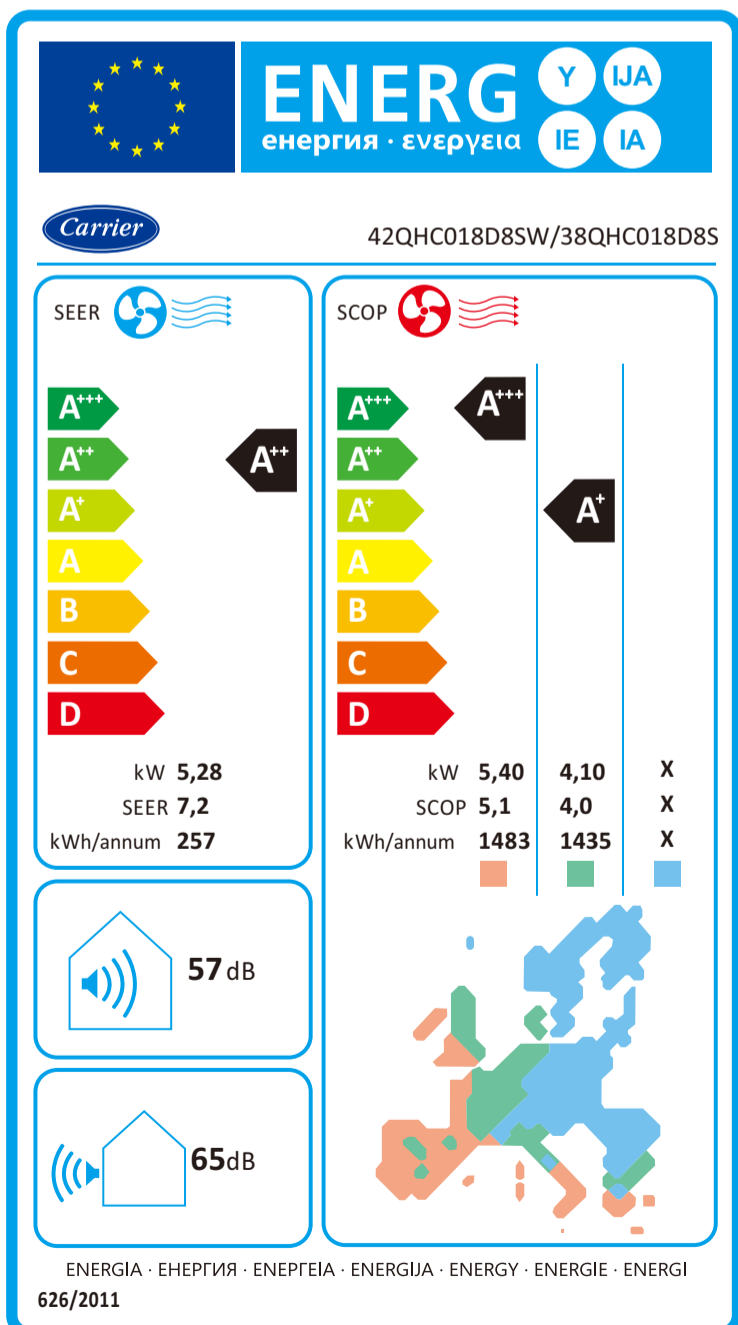 ENERG
енергия · ενεργεια
Y IJA
IE IA
Carrier
42QHC018D8SW/38QHC018D8S
SEER
A+++
A++
A+
A
B
C
D
A++
kW 5,28
SEER 7,2
kWh/annum 257
SCOP
A+++
A++
A+
A
B
C
D
A+++
A+
kW 5,40 4,10 X
SCOP 5,1 4,0 X
kWh/annum 1483 1435 X
57 dB
65dB
ENERGIA · ЕНЕРГИЯ · ΕΝΕΡΓΕΙΑ · ENERGIJA · ENERGY · ENERGIE · ENERGI
626/2011